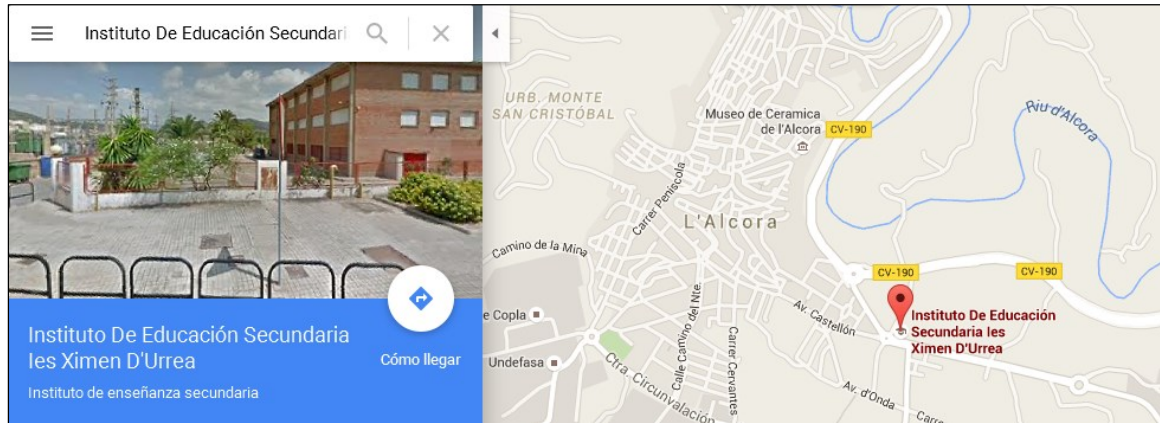 Instituto De Educación Secundari
Instituto De Educación Secundaria
Ies Ximen D'Urrea
Cómo llegar
Instituto de enseñanza secundaria
URB. MONTE
SAN CRISTÓBAL
Museo de Ceramica
de l'Alcora
CV-190
Riu d'Alcora
Carrer Peniscola
L'Alcora
Camino de la Mina
CV-190
CV-190
e Copla
Av. Castellón
Instituto De Educación
Secundaria Ies
Ximen D'Urrea
Undefasa
Calle Camino del Nte.
Carrer Cervantes
Ctra. Circunvalación
Av. d'Onda
Carre